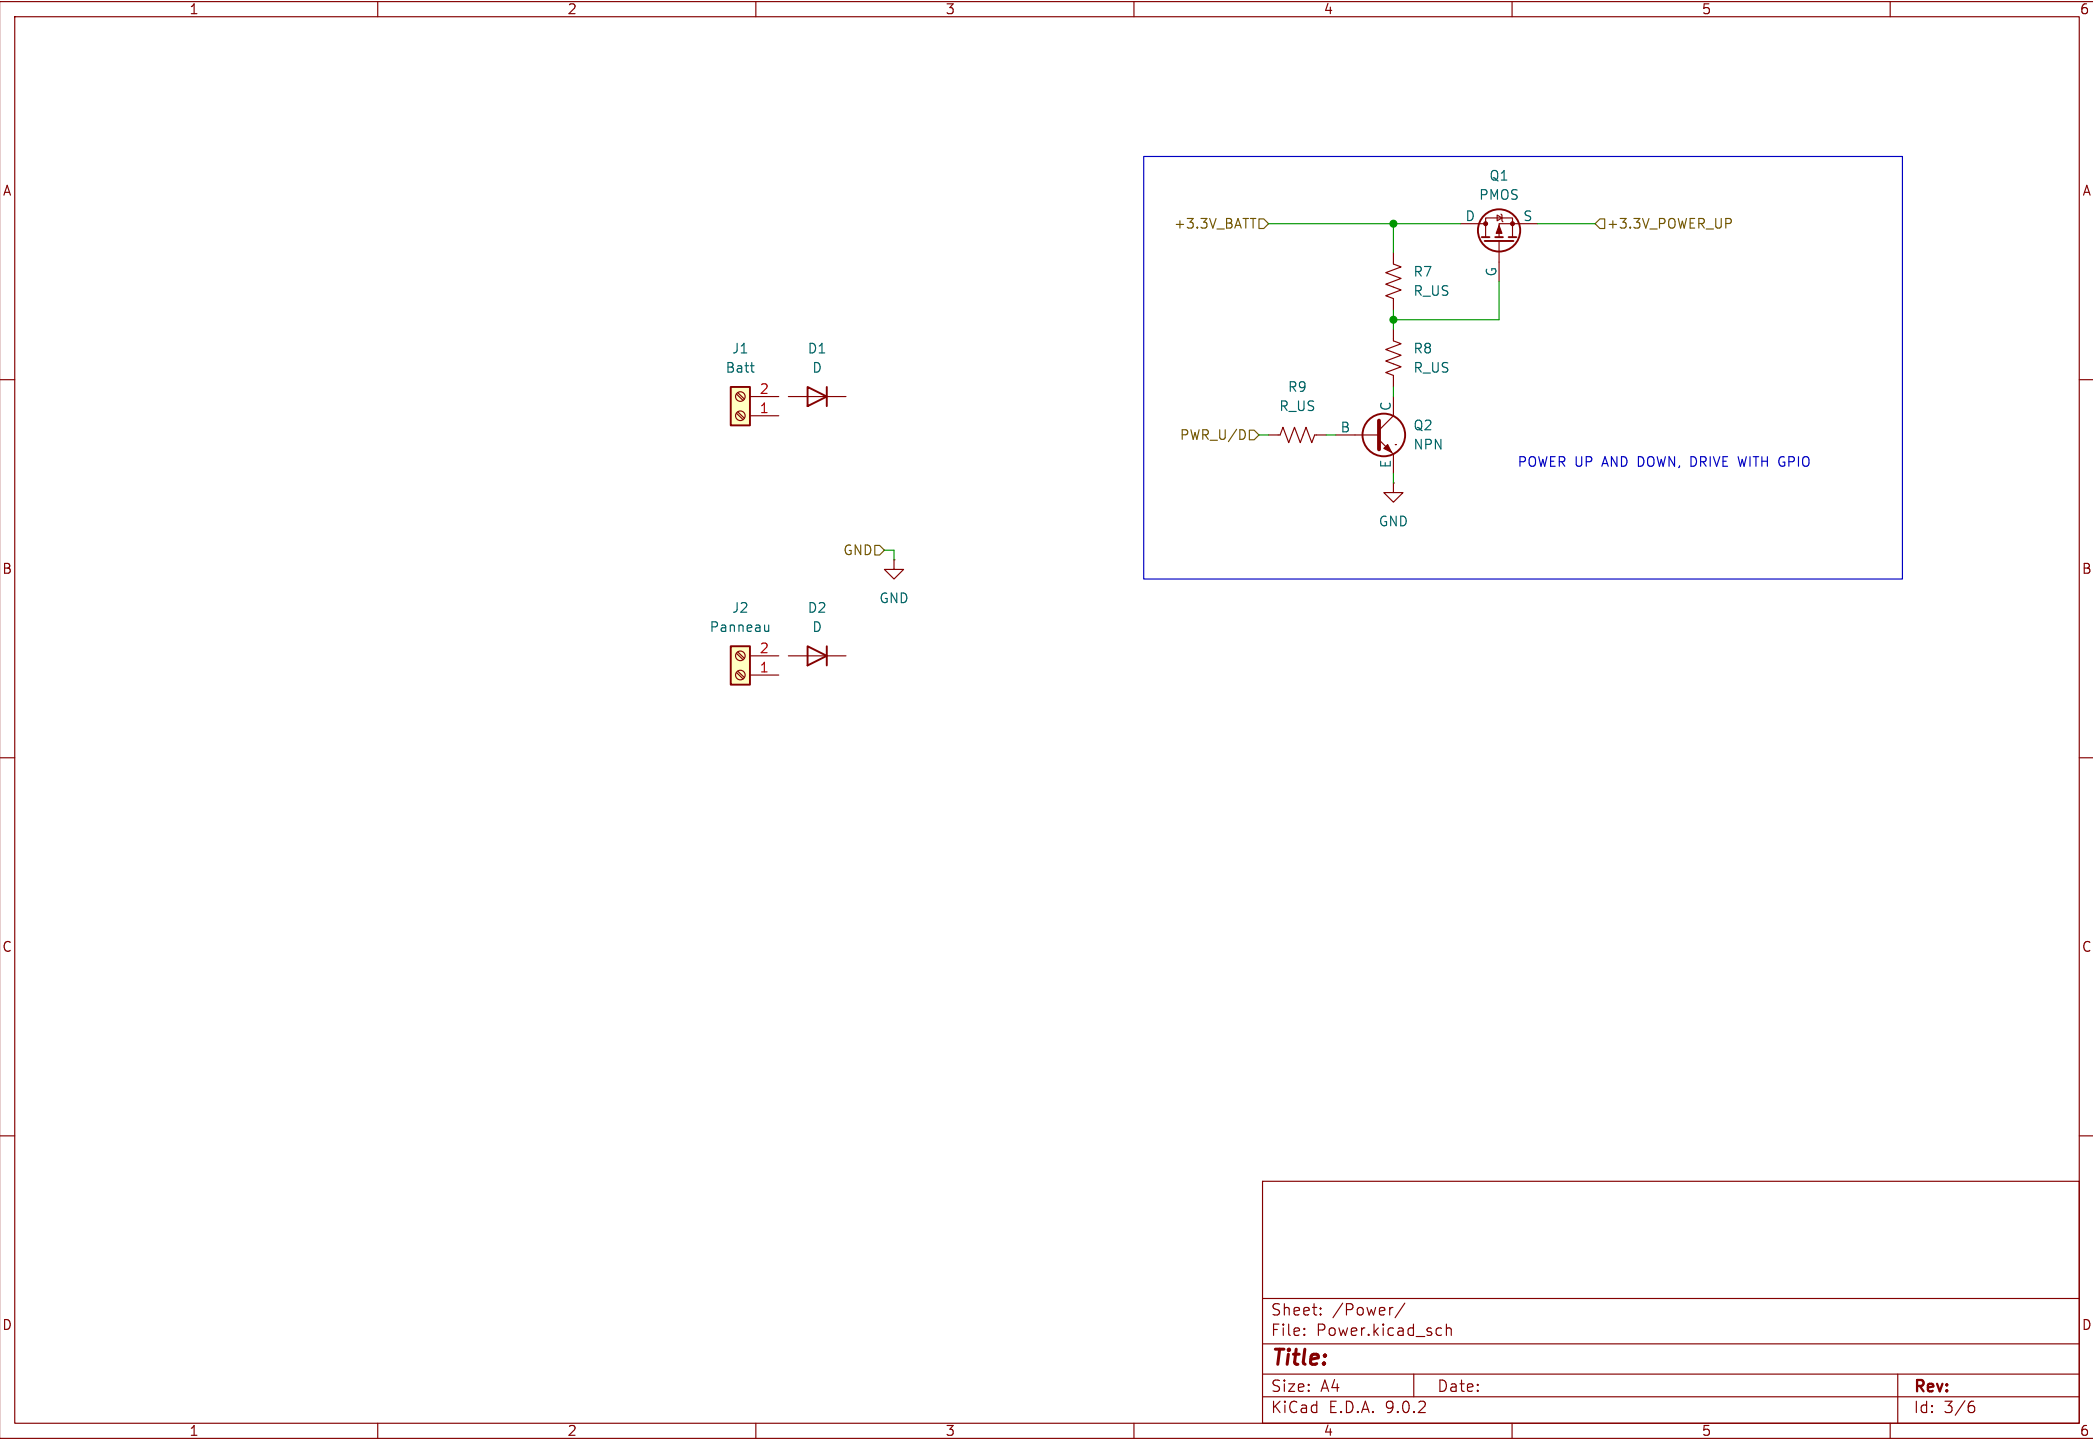 1 2 3 4 5 6
A A
Q1
PMOS
+3.3V_BATT D S +3.3V_POWER_UP
G
R7
R_US
J1 D1
Batt D
2
1
R8
R_US
R9
R_US
C
PWR_U/D B
Q2
NPN
E
POWER UP AND DOWN, DRIVE WITH GPIO
GND
GND
B B
GND
J2 D2
Panneau D
2
1
C C
D D
Sheet: /Power/
File: Power.kicad_sch
Title:
Size: A4 Date: Rev:
KiCad E.D.A. 9.0.2 Id: 3/6
1 2 3 4 5 6